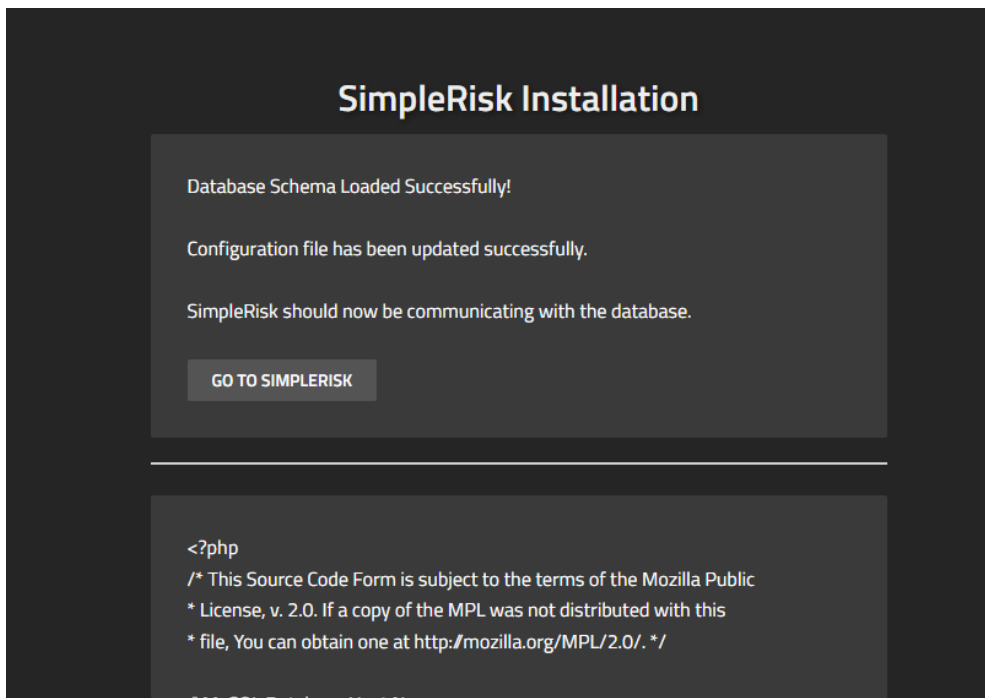 SimpleRisk Installation
Database Schema Loaded Successfully!
Configuration file has been updated successfully.
SimpleRisk should now be communicating with the database.
GO TO SIMPLERISK
<?php
/* This Source Code Form is subject to the terms of the Mozilla Public
* License, v. 2.0. If a copy of the MPL was not distributed with this
* file, You can obtain one at http://mozilla.org/MPL/2.0/. */